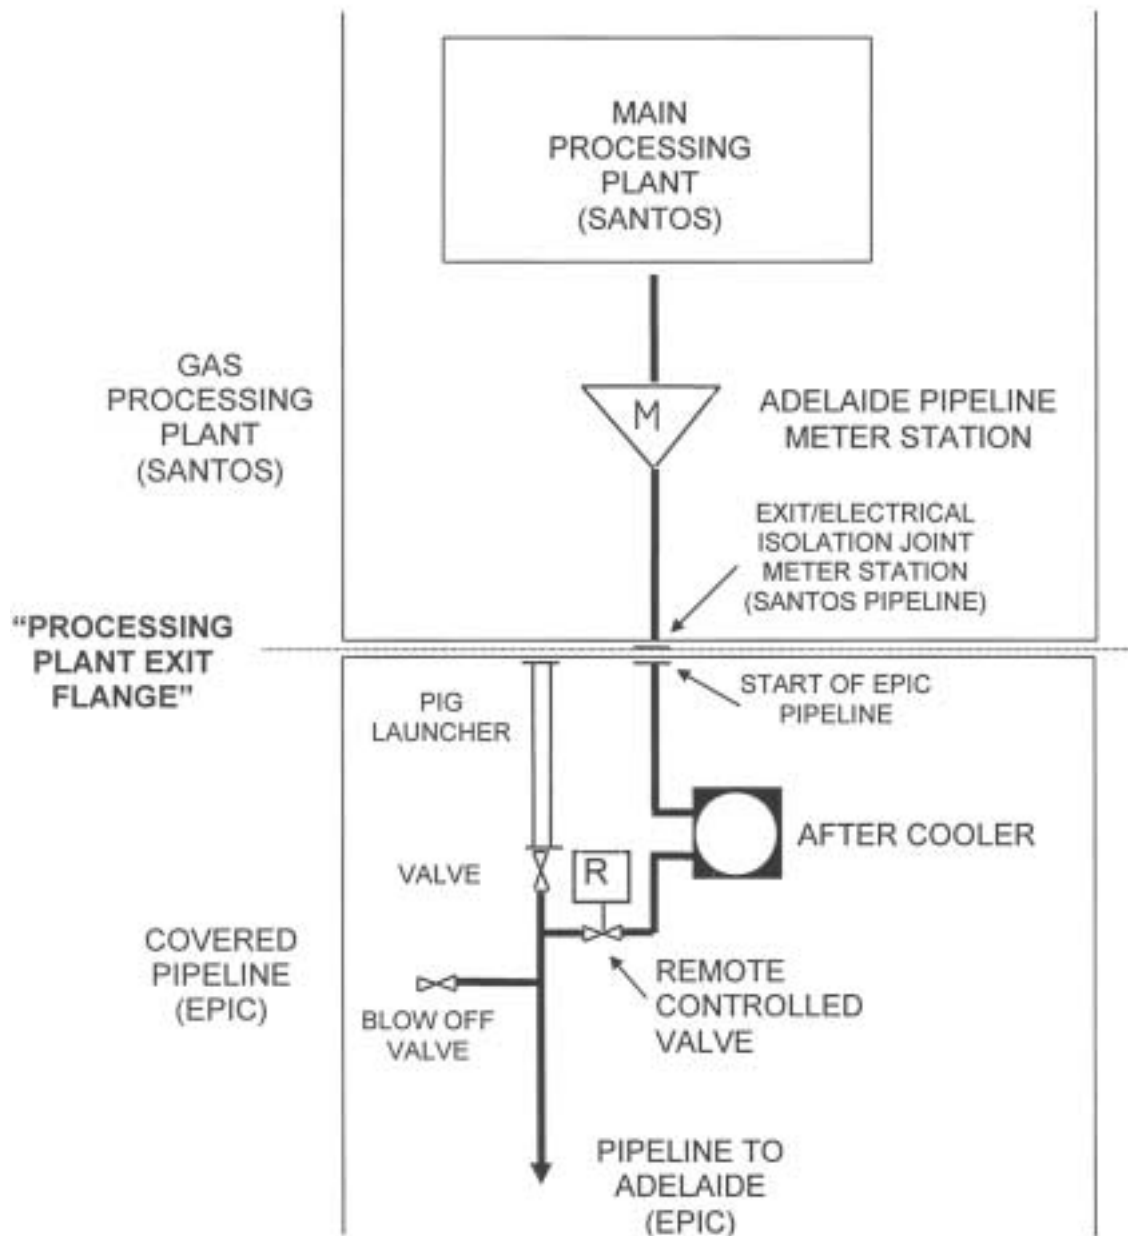 MAIN
PROCESSING
PLANT
(SANTOS)
GAS
PROCESSING
PLANT
(SANTOS)
M
ADELAIDE PIPELINE
METER STATION
EXIT/ELECTRICAL
ISOLATION JOINT
METER STATION
(SANTOS PIPELINE)
“PROCESSING
PLANT EXIT
FLANGE”
START OF EPIC
PIPELINE
PIG
LAUNCHER
AFTER COOLER
VALVE
R
COVERED
PIPELINE
(EPIC)
REMOTE
CONTROLLED
VALVE
BLOW OFF
VALVE
PIPELINE TO
ADELAIDE
(EPIC)